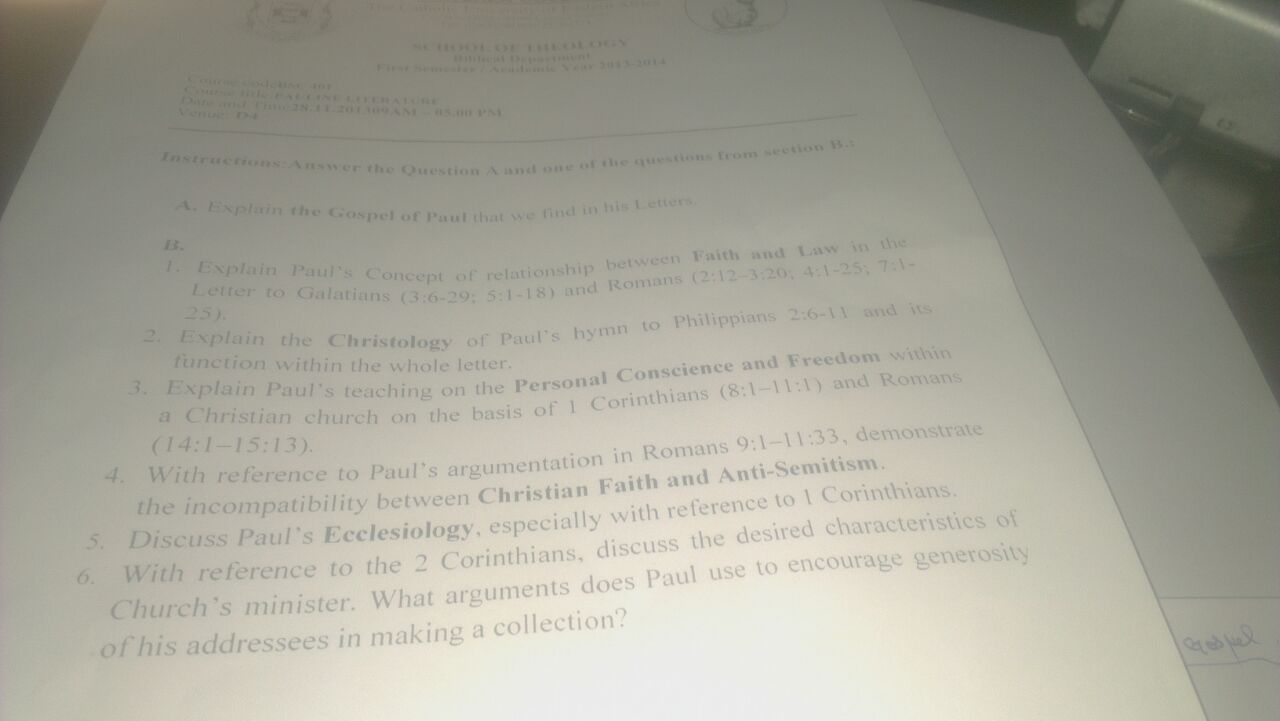 The Catholic
SCHOOL OF THEOLOGY
Biblical Department
First Semester / Academic Year 2013-2014
Course code:BSC 401
Course title:PAULINE LITERATURE
Date and Time:28.11.201309AM – 05.00 PM
Venue: D4
Instructions:Answer the Question A and one of the questions from section B.:
A. Explain the Gospel of Paul that we find in his Letters.
B.
1. Explain Paul's Concept of relationship between Faith and Law in the
Letter to Galatians (3:6-29; 5:1-18) and Romans (2:12–3:20; 4:1-25; 7:1-
25).
2. Explain the Christology of Paul's hymn to Philippians 2:6-11 and its
function within the whole letter.
3. Explain Paul's teaching on the Personal Conscience and Freedom within
a Christian church on the basis of 1 Corinthians (8:1–11:1) and Romans
(14:1–15:13).
4. With reference to Paul's argumentation in Romans 9:1–11:33, demonstrate
the incompatibility between Christian Faith and Anti-Semitism.
5. Discuss Paul's Ecclesiology, especially with reference to 1 Corinthians.
6. With reference to the 2 Corinthians, discuss the desired characteristics of
Church's minister. What arguments does Paul use to encourage generosity
of his addressees in making a collection?
Gospel